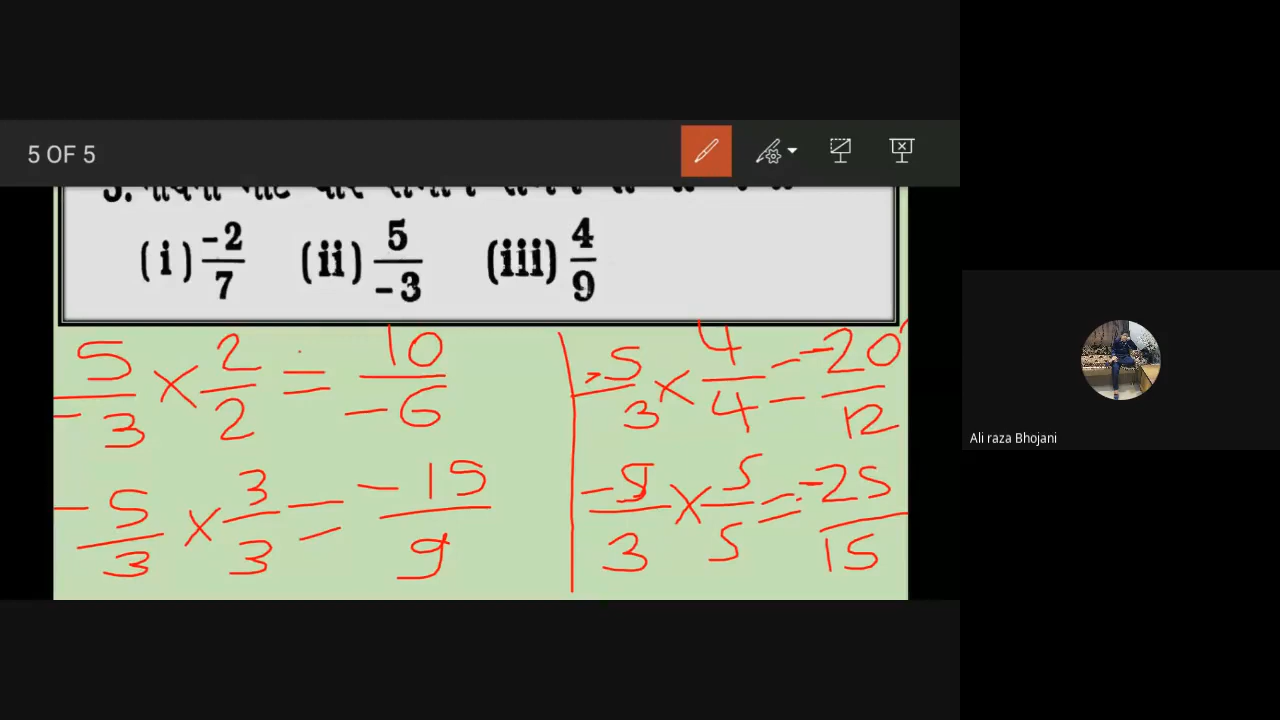 5 OF 5
(i) -2/7 (ii) 5/-3 (iii) 4/9
5/-3 × 2/2 = 10/-6
-5/3 × 3/3 = -15/9
-5/3 × 4/4 = -20/12
-5/3 × 5/5 = -25/15
Ali raza Bhojani